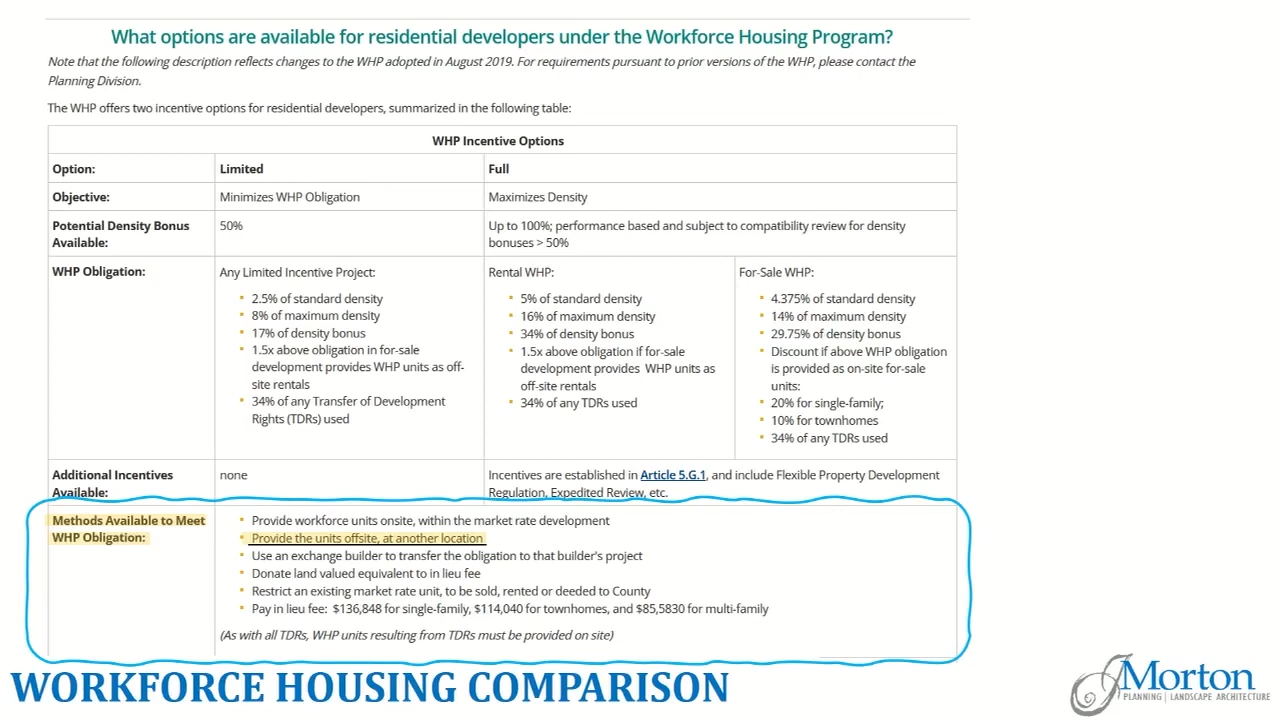 What options are available for residential developers under the Workforce Housing Program?
Note that the following description reflects changes to the WHP adopted in August 2019. For requirements pursuant to prior versions of the WHP, please contact the
Planning Division.
The WHP offers two incentive options for residential developers, summarized in the following table:
WHP Incentive Options
Option:
Limited
Full
Objective:
Minimizes WHP Obligation
Maximizes Density
Potential Density Bonus
Available:
50%
Up to 100%; performance based and subject to compatibility review for density
bonuses > 50%
WHP Obligation:
Any Limited Incentive Project:
2.5% of standard density
8% of maximum density
17% of density bonus
1.5x above obligation in for-sale
development provides WHP units as off-
site rentals
34% of any Transfer of Development
Rights (TDRs) used
Rental WHP:
5% of standard density
16% of maximum density
34% of density bonus
1.5x above obligation if for-sale
development provides WHP units as
off-site rentals
34% of any TDRs used
For-Sale WHP:
4.375% of standard density
14% of maximum density
29.75% of density bonus
Discount if above WHP obligation
is provided as on-site for-sale
units:
20% for single-family;
10% for townhomes
34% of any TDRs used
Additional Incentives
Available:
none
Incentives are established in Article 5.G.1, and include Flexible Property Development
Regulation, Expedited Review, etc.
Methods Available to Meet
WHP Obligation:
Provide workforce units onsite, within the market rate development
Provide the units offsite, at another location
Use an exchange builder to transfer the obligation to that builder's project
Donate land valued equivalent to in lieu fee
Restrict an existing market rate unit, to be sold, rented or deeded to County
Pay in lieu fee: $136,848 for single-family, $114,040 for townhomes, and $85,5830 for multi-family
(As with all TDRs, WHP units resulting from TDRs must be provided on site)
WORKFORCE HOUSING COMPARISON
JMorton
PLANNING | LANDSCAPE ARCHITECTURE